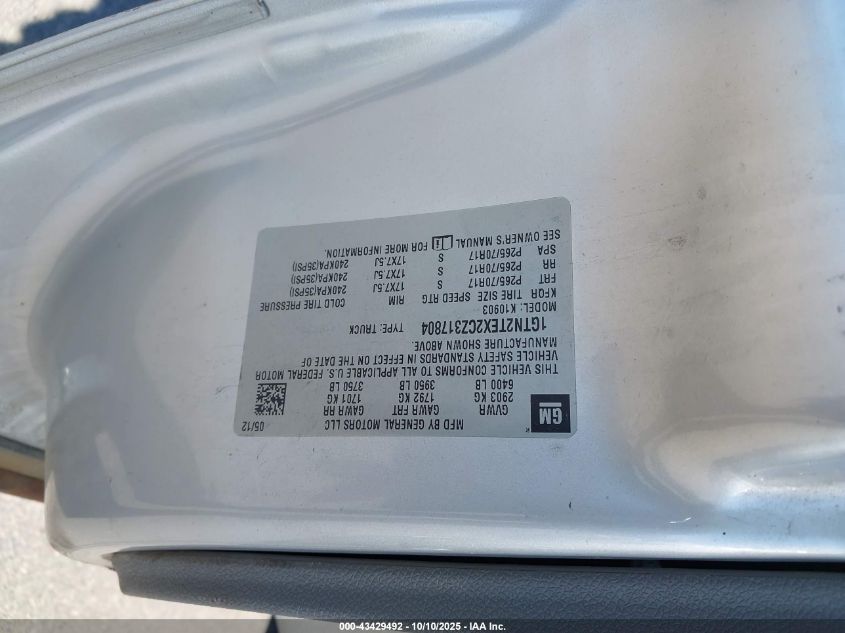 GM
MFD BY GENERAL MOTORS LLC 05/12
GVWR GAWR FRT GAWR RR
2903 KG 1792 KG 1701 KG
6400 LB 3950 LB 3750 LB
THIS VEHICLE CONFORMS TO ALL APPLICABLE U.S. FEDERAL MOTOR
VEHICLE SAFETY STANDARDS IN EFFECT ON THE DATE OF
MANUFACTURE SHOWN ABOVE.
1GTN2TEX2CZ317804 TYPE: TRUCK
MODEL: K10903
KFQR TIRE SIZE SPEED RTG RIM COLD TIRE PRESSURE
FRT P265/70R17 S 17X7.5J 240KPA(35PSI)
RR P265/70R17 S 17X7.5J 240KPA(35PSI)
SPA P265/70R17 S 17X7.5J 240KPA(35PSI)
SEE OWNER'S MANUAL FOR MORE INFORMATION.
000-43429492 - 10/10/2025 - IAA Inc.